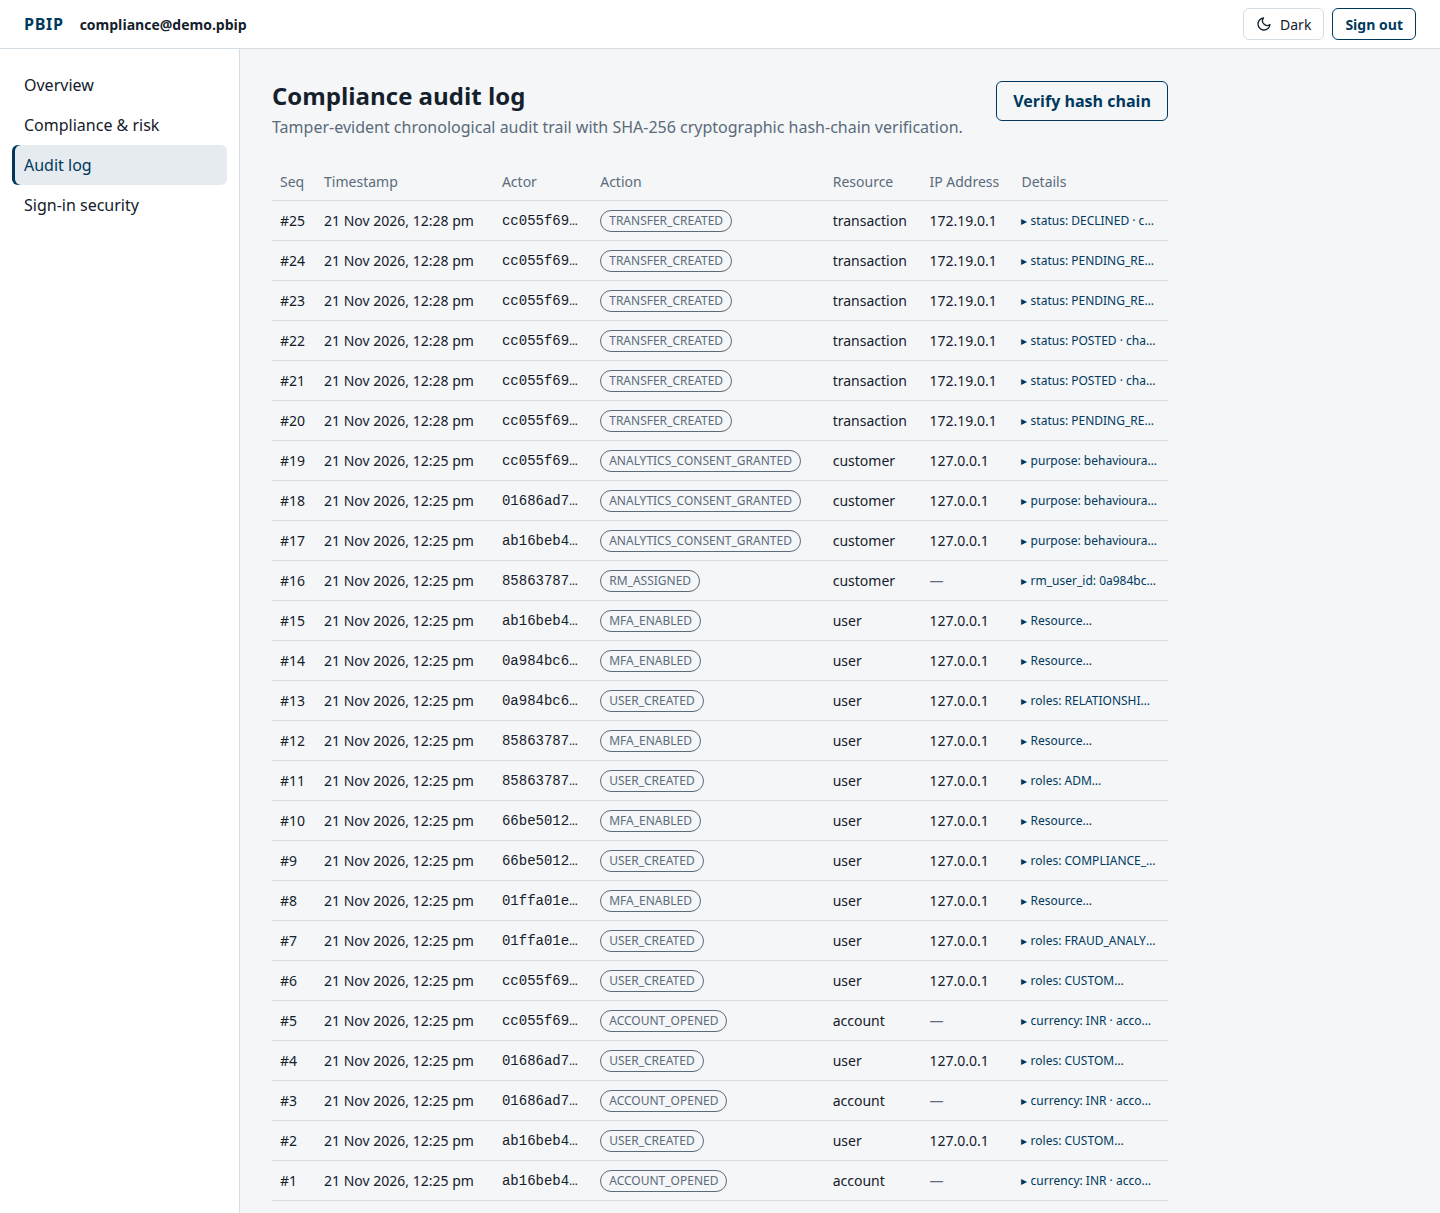 PBIP compliance@demo.pbip Dark Sign out
Overview
Compliance & risk
Audit log
Sign-in security
Compliance audit log
Verify hash chain
Tamper-evident chronological audit trail with SHA-256 cryptographic hash-chain verification.
Seq Timestamp Actor Action Resource IP Address Details
#25 21 Nov 2026, 12:28 pm cc055f69… TRANSFER_CREATED transaction 172.19.0.1 ▸ status: DECLINED · c…
#24 21 Nov 2026, 12:28 pm cc055f69… TRANSFER_CREATED transaction 172.19.0.1 ▸ status: PENDING_RE…
#23 21 Nov 2026, 12:28 pm cc055f69… TRANSFER_CREATED transaction 172.19.0.1 ▸ status: PENDING_RE…
#22 21 Nov 2026, 12:28 pm cc055f69… TRANSFER_CREATED transaction 172.19.0.1 ▸ status: POSTED · cha…
#21 21 Nov 2026, 12:28 pm cc055f69… TRANSFER_CREATED transaction 172.19.0.1 ▸ status: POSTED · cha…
#20 21 Nov 2026, 12:28 pm cc055f69… TRANSFER_CREATED transaction 172.19.0.1 ▸ status: PENDING_RE…
#19 21 Nov 2026, 12:25 pm cc055f69… ANALYTICS_CONSENT_GRANTED customer 127.0.0.1 ▸ purpose: behavioura…
#18 21 Nov 2026, 12:25 pm 01686ad7… ANALYTICS_CONSENT_GRANTED customer 127.0.0.1 ▸ purpose: behavioura…
#17 21 Nov 2026, 12:25 pm ab16beb4… ANALYTICS_CONSENT_GRANTED customer 127.0.0.1 ▸ purpose: behavioura…
#16 21 Nov 2026, 12:25 pm 85863787… RM_ASSIGNED customer — ▸ rm_user_id: 0a984bc…
#15 21 Nov 2026, 12:25 pm ab16beb4… MFA_ENABLED user 127.0.0.1 ▸ Resource…
#14 21 Nov 2026, 12:25 pm 0a984bc6… MFA_ENABLED user 127.0.0.1 ▸ Resource…
#13 21 Nov 2026, 12:25 pm 0a984bc6… USER_CREATED user 127.0.0.1 ▸ roles: RELATIONSHI…
#12 21 Nov 2026, 12:25 pm 85863787… MFA_ENABLED user 127.0.0.1 ▸ Resource…
#11 21 Nov 2026, 12:25 pm 85863787… USER_CREATED user 127.0.0.1 ▸ roles: ADM…
#10 21 Nov 2026, 12:25 pm 66be5012… MFA_ENABLED user 127.0.0.1 ▸ Resource…
#9 21 Nov 2026, 12:25 pm 66be5012… USER_CREATED user 127.0.0.1 ▸ roles: COMPLIANCE_…
#8 21 Nov 2026, 12:25 pm 01ffa01e… MFA_ENABLED user 127.0.0.1 ▸ Resource…
#7 21 Nov 2026, 12:25 pm 01ffa01e… USER_CREATED user 127.0.0.1 ▸ roles: FRAUD_ANALY…
#6 21 Nov 2026, 12:25 pm cc055f69… USER_CREATED user 127.0.0.1 ▸ roles: CUSTOM…
#5 21 Nov 2026, 12:25 pm cc055f69… ACCOUNT_OPENED account — ▸ currency: INR · acco…
#4 21 Nov 2026, 12:25 pm 01686ad7… USER_CREATED user 127.0.0.1 ▸ roles: CUSTOM…
#3 21 Nov 2026, 12:25 pm 01686ad7… ACCOUNT_OPENED account — ▸ currency: INR · acco…
#2 21 Nov 2026, 12:25 pm ab16beb4… USER_CREATED user 127.0.0.1 ▸ roles: CUSTOM…
#1 21 Nov 2026, 12:25 pm ab16beb4… ACCOUNT_OPENED account — ▸ currency: INR · acco…